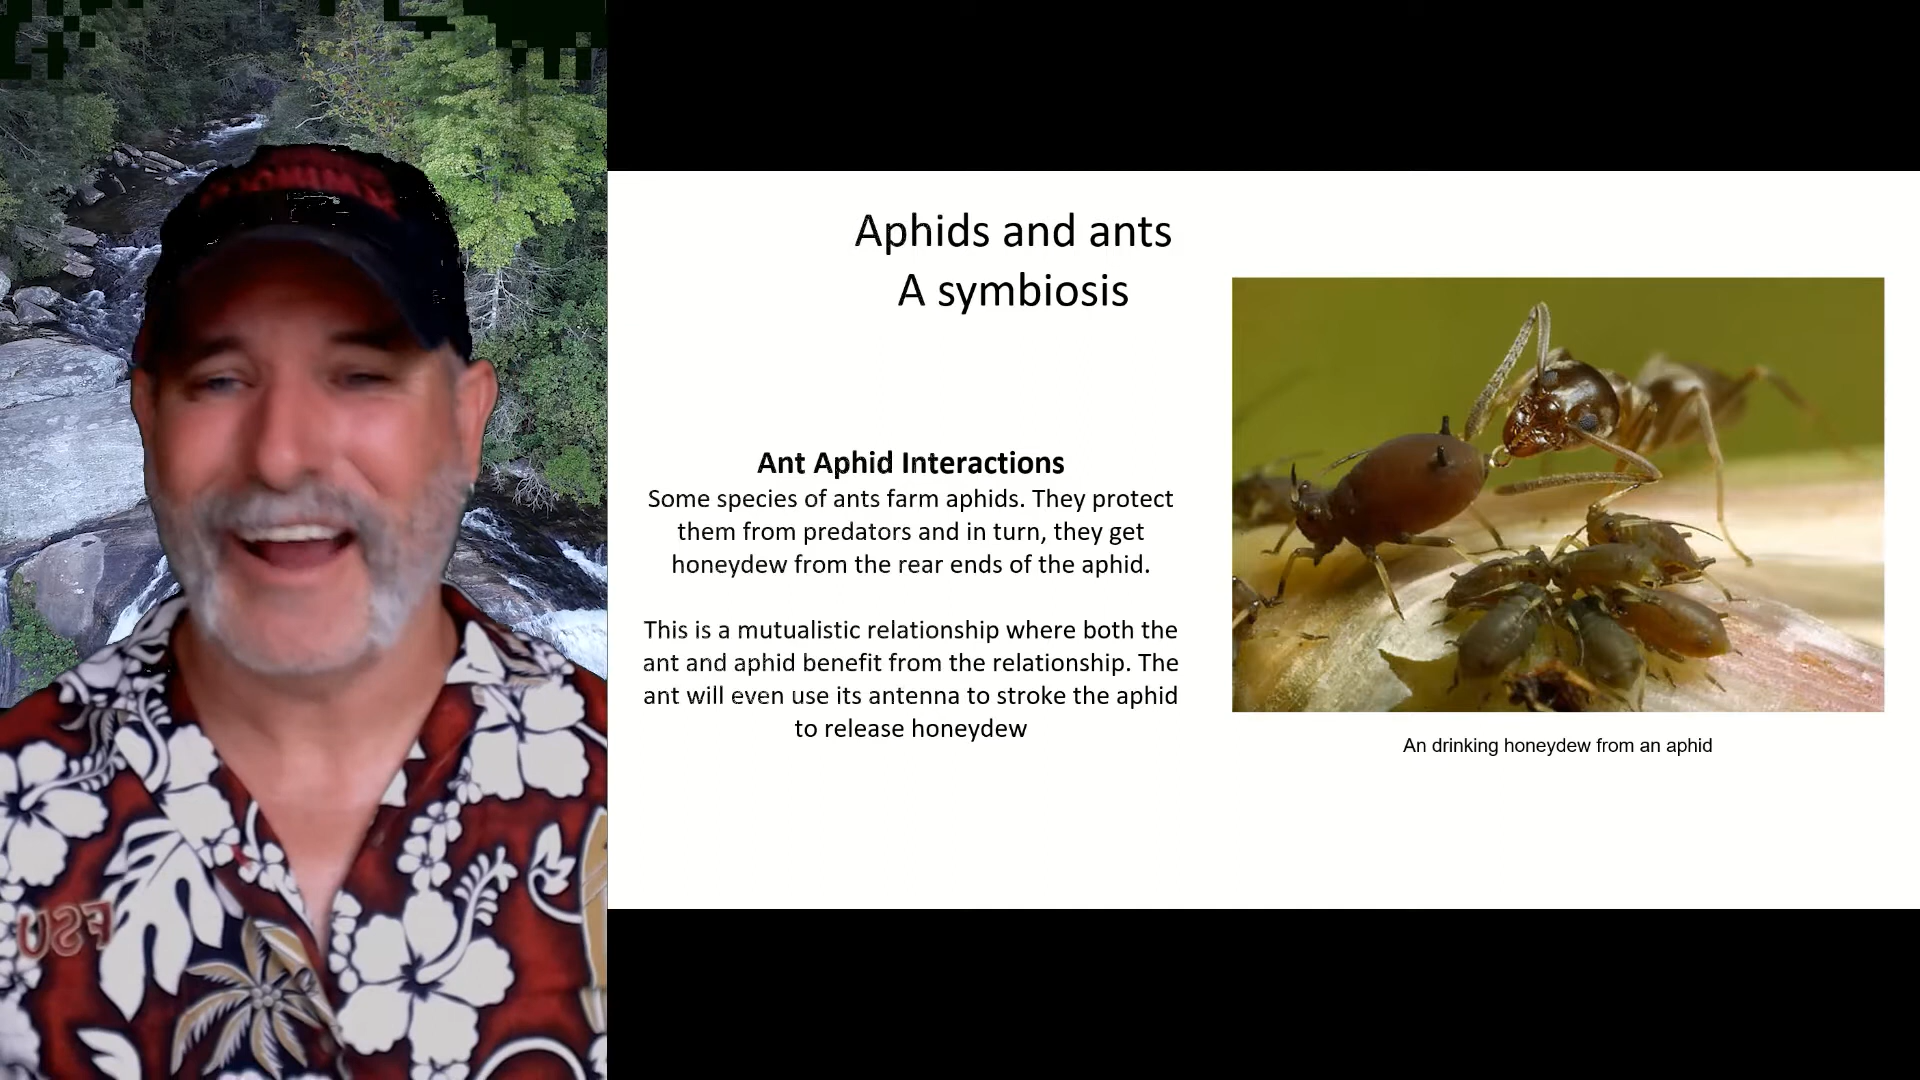 Aphids and ants
A symbiosis
Ant Aphid Interactions
Some species of ants farm aphids. They protect
them from predators and in turn, they get
honeydew from the rear ends of the aphid.
This is a mutualistic relationship where both the
ant and aphid benefit from the relationship. The
ant will even use its antenna to stroke the aphid
to release honeydew
An drinking honeydew from an aphid
FSU